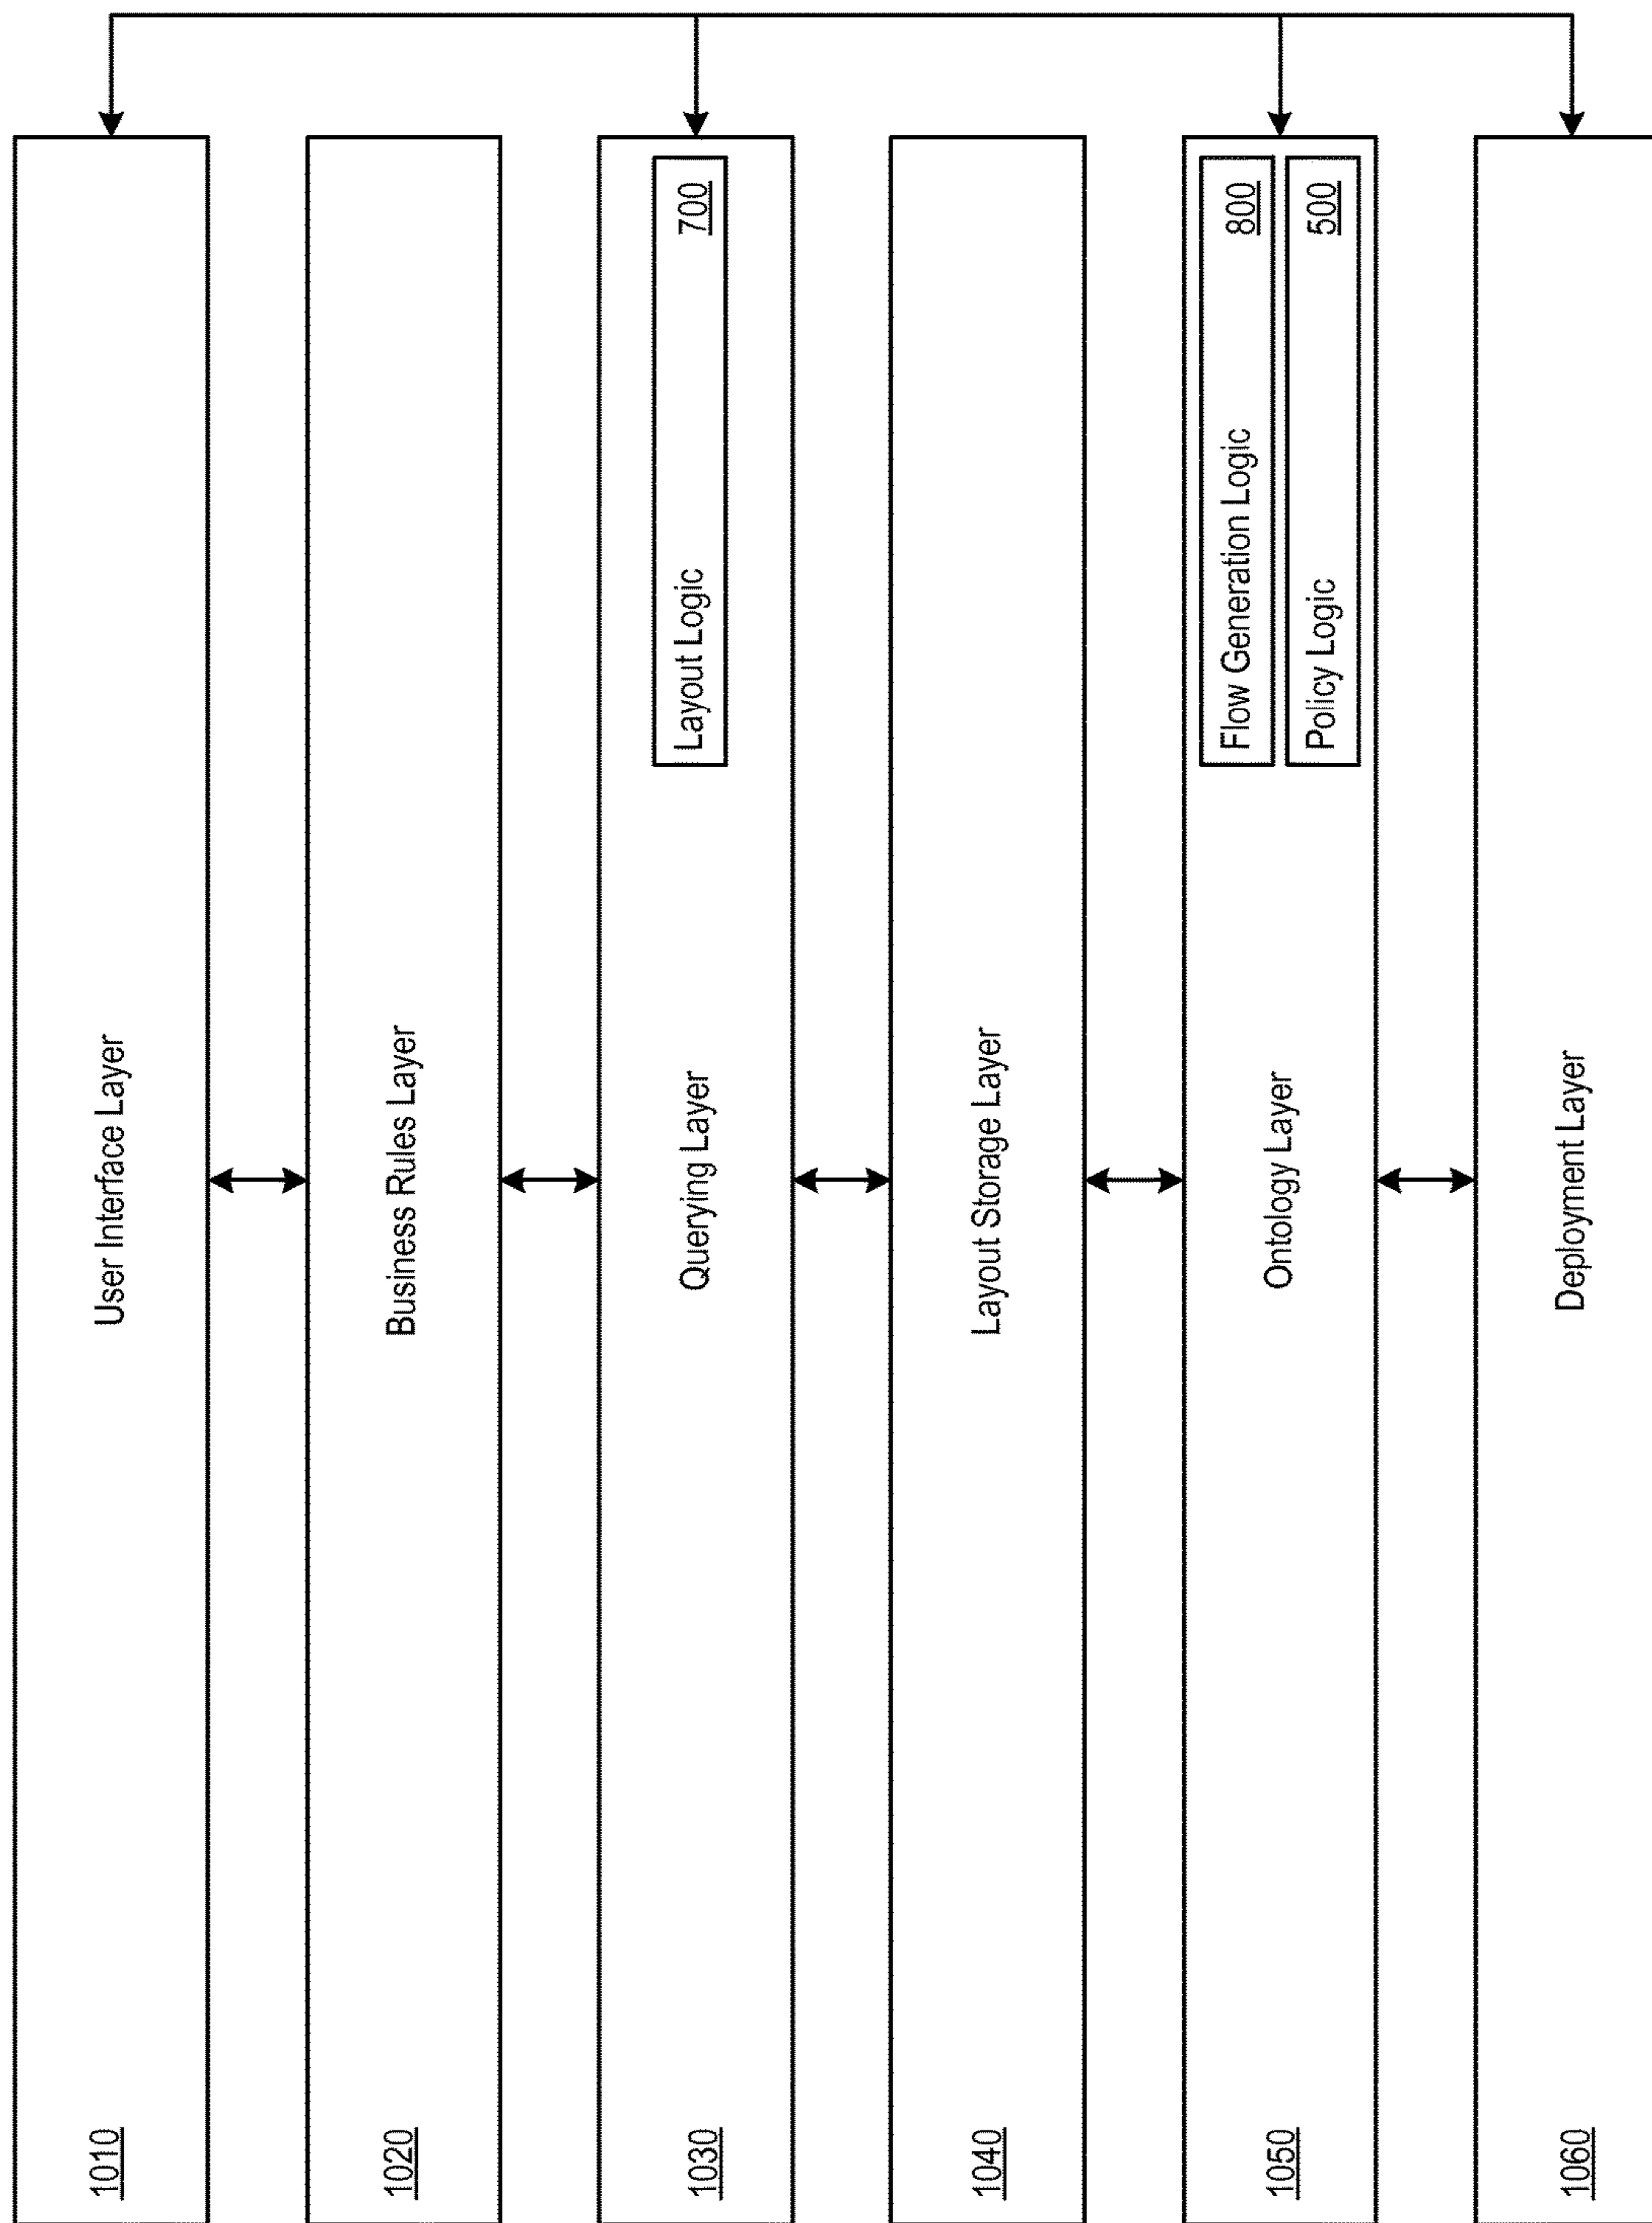 1010
User Interface Layer
1020
Business Rules Layer
1030
Querying Layer
Layout Logic 700
1040
Layout Storage Layer
1050
Ontology Layer
Flow Generation Logic 800
Policy Logic 500
1060
Deployment Layer